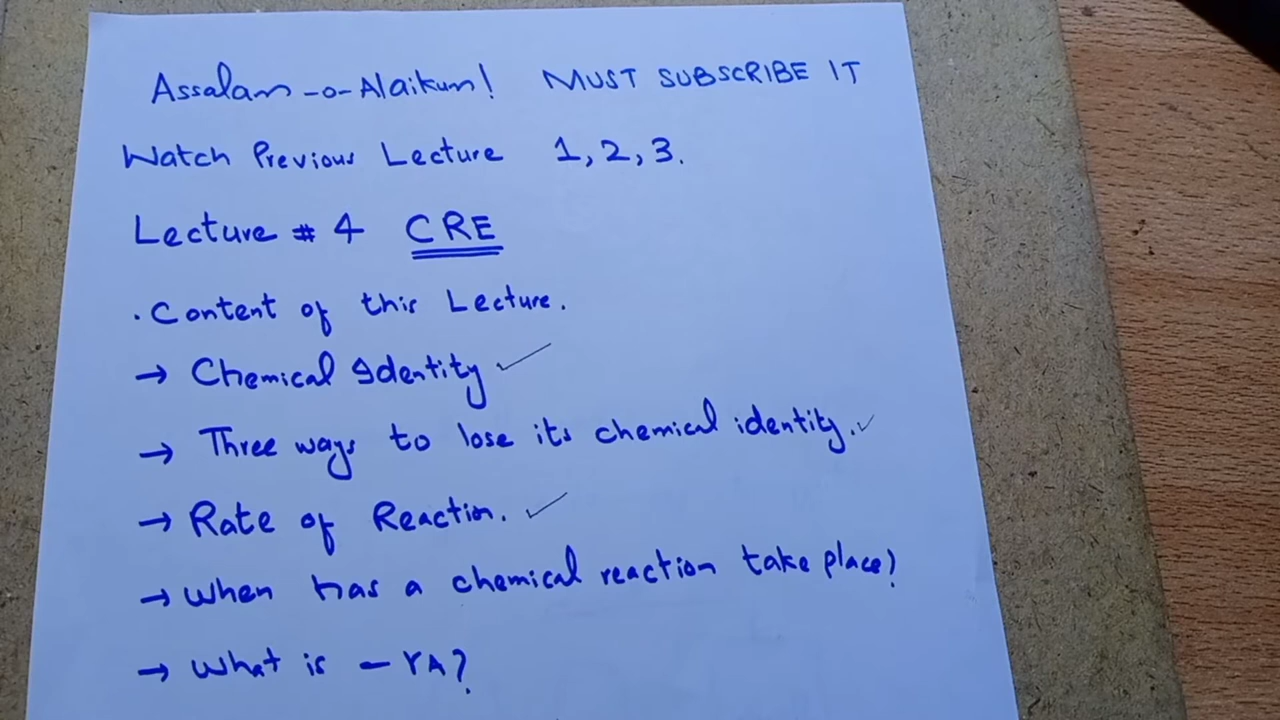 Assalam-o-Alaikum! MUST SUBSCRIBE IT
Watch Previous Lecture 1,2,3.
Lecture # 4 CRE
. Content of this Lecture.
→ Chemical Identity ✓
→ Three ways to lose its chemical identity. ✓
→ Rate of Reaction. ✓
→ When has a chemical reaction take place?
→ What is -rA?